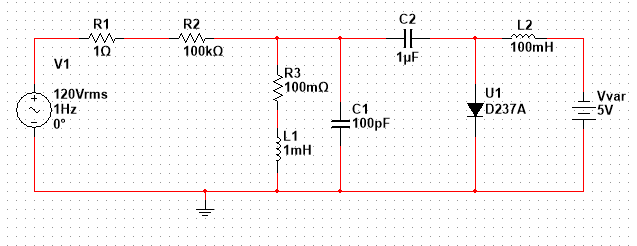 R1
1Ω
R2
100kΩ
C2
1µF
L2
100mH
V1
120Vrms
1Hz
0°
R3
100mΩ
L1
1mH
C1
100pF
U1
D237A
Vvar
5V